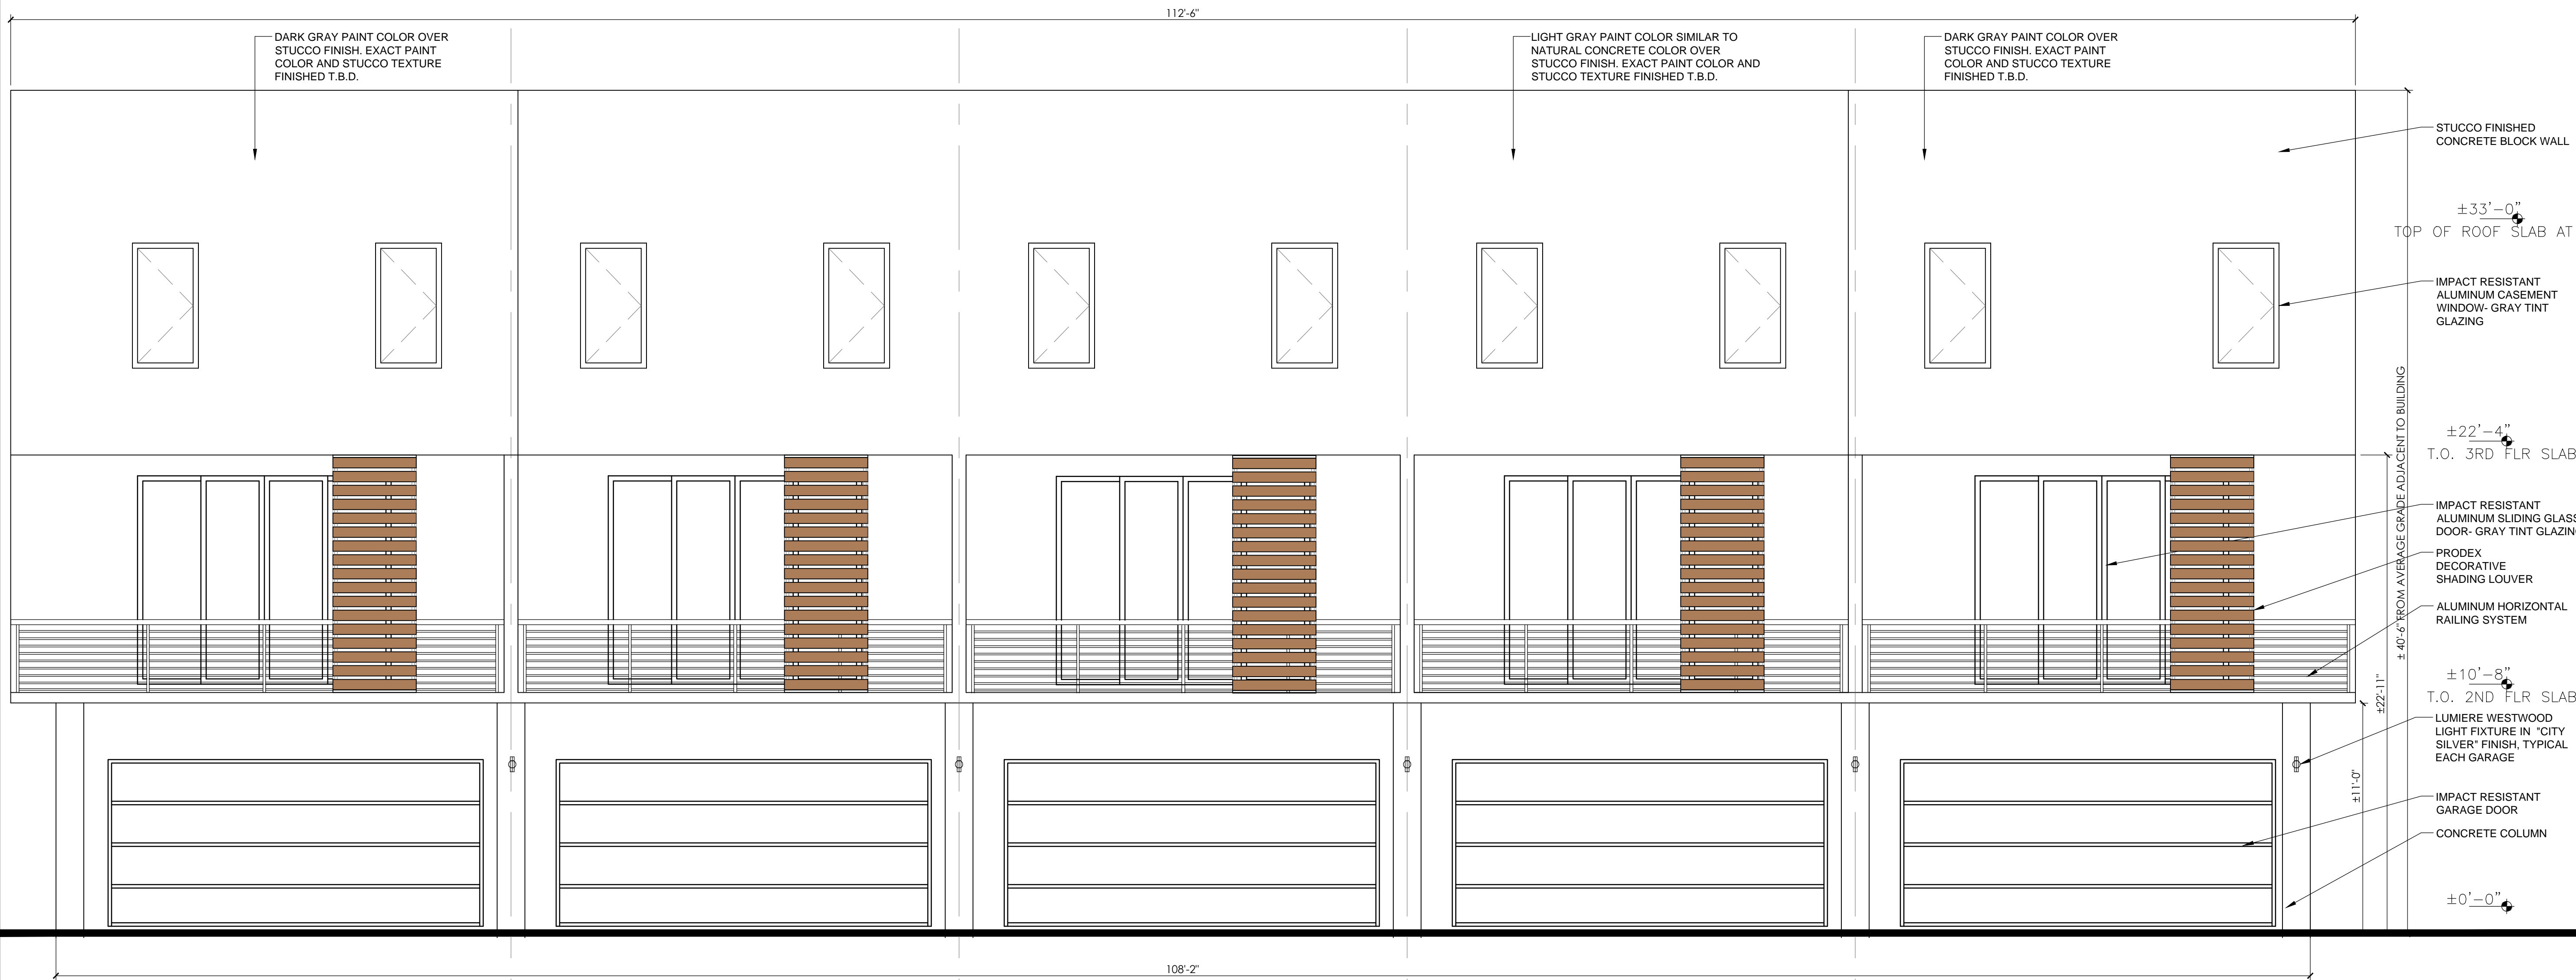 112'-6"
DARK GRAY PAINT COLOR OVER
STUCCO FINISH. EXACT PAINT
COLOR AND STUCCO TEXTURE
FINISHED T.B.D.
LIGHT GRAY PAINT COLOR SIMILAR TO
NATURAL CONCRETE COLOR OVER
STUCCO FINISH. EXACT PAINT COLOR AND
STUCCO TEXTURE FINISHED T.B.D.
DARK GRAY PAINT COLOR OVER
STUCCO FINISH. EXACT PAINT
COLOR AND STUCCO TEXTURE
FINISHED T.B.D.
STUCCO FINISHED
CONCRETE BLOCK WALL
±33'-0"
TOP OF ROOF SLAB AT
IMPACT RESISTANT
ALUMINUM CASEMENT
WINDOW- GRAY TINT
GLAZING
± 40'-6" FROM AVERAGE GRADE ADJACENT TO BUILDING
±22'-4"
T.O. 3RD FLR SLAB
IMPACT RESISTANT
ALUMINUM SLIDING GLASS
DOOR- GRAY TINT GLAZING
PRODEX
DECORATIVE
SHADING LOUVER
ALUMINUM HORIZONTAL
RAILING SYSTEM
±10'-8"
T.O. 2ND FLR SLAB
±22'-11"
LUMIERE WESTWOOD
LIGHT FIXTURE IN "CITY
SILVER" FINISH, TYPICAL
EACH GARAGE
±11'-0"
IMPACT RESISTANT
GARAGE DOOR
CONCRETE COLUMN
±0'-0"
108'-2"